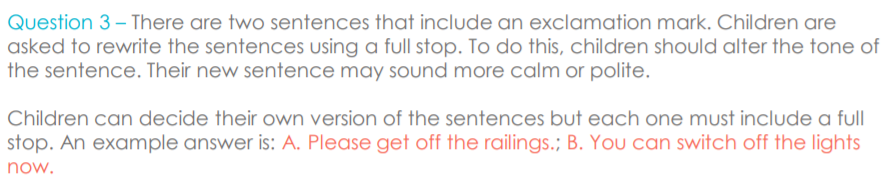 Question 3 – There are two sentences that include an exclamation mark. Children are
asked to rewrite the sentences using a full stop. To do this, children should alter the tone of
the sentence. Their new sentence may sound more calm or polite.
Children can decide their own version of the sentences but each one must include a full
stop. An example answer is: A. Please get off the railings.; B. You can switch off the lights
now.